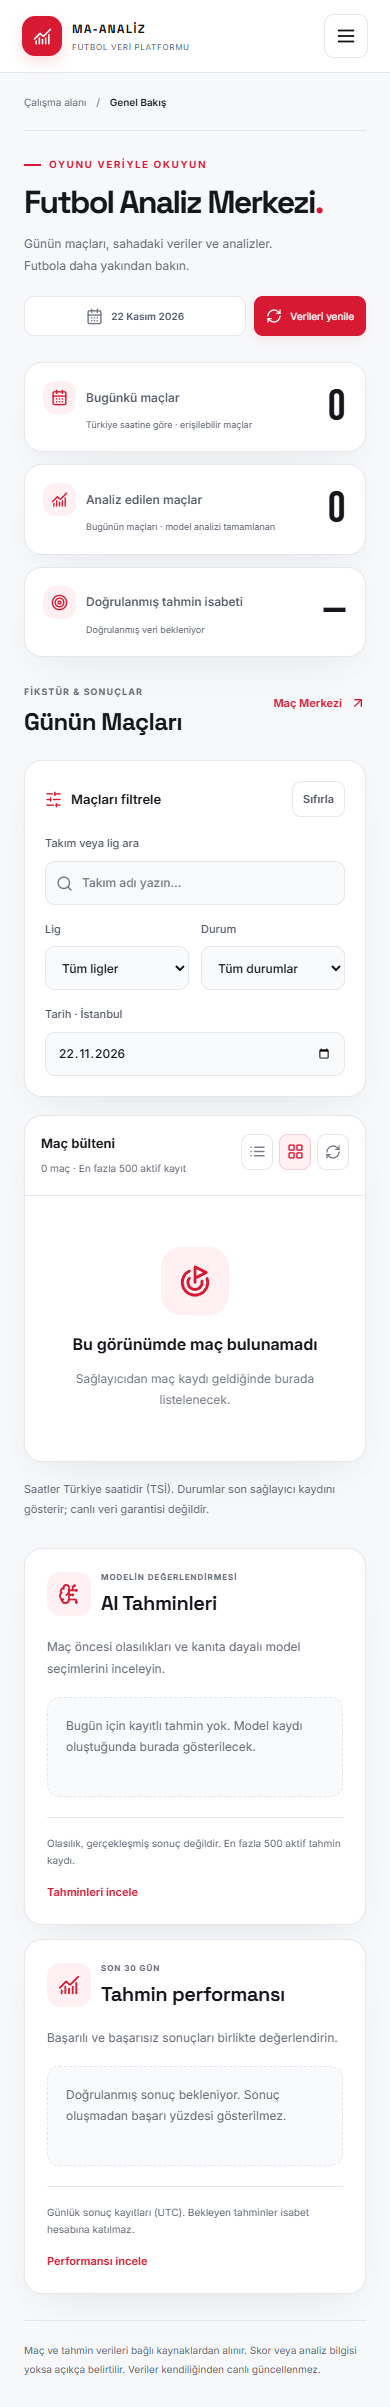 MA-ANALİZ
FUTBOL VERİ PLATFORMU
Çalışma alanı / Genel Bakış
OYUNU VERİYLE OKUYUN
Futbol Analiz Merkezi.
Günün maçları, sahadaki veriler ve analizler.
Futbola daha yakından bakın.
22 Kasım 2026
Verileri yenile
Bugünkü maçlar
0
Türkiye saatine göre · erişilebilir maçlar
Analiz edilen maçlar
0
Bugünün maçları · model analizi tamamlanan
Doğrulanmış tahmin isabeti
–
Doğrulanmış veri bekleniyor
FİKSTÜR & SONUÇLAR
Günün Maçları
Maç Merkezi
Maçları filtrele
Sıfırla
Takım veya lig ara
Takım adı yazın...
Lig
Durum
Tüm ligler
Tüm durumlar
Tarih · İstanbul
22.11.2026
Maç bülteni
0 maç · En fazla 500 aktif kayıt
Bu görünümde maç bulunamadı
Sağlayıcıdan maç kaydı geldiğinde burada
listelenecek.
Saatler Türkiye saatidir (TSİ). Durumlar son sağlayıcı kaydını
gösterir; canlı veri garantisi değildir.
MODELİN DEĞERLENDİRMESİ
AI Tahminleri
Maç öncesi olasılıkları ve kanıta dayalı model
seçimlerini inceleyin.
Bugün için kayıtlı tahmin yok. Model kaydı
oluştuğunda burada gösterilecek.
Olasılık, gerçekleşmiş sonuç değildir. En fazla 500 aktif tahmin
kaydı.
Tahminleri incele
SON 30 GÜN
Tahmin performansı
Başarılı ve başarısız sonuçları birlikte değerlendirin.
Doğrulanmış sonuç bekleniyor. Sonuç
oluşmadan başarı yüzdesi gösterilmez.
Günlük sonuç kayıtları (UTC). Bekleyen tahminler isabet
hesabına katılmaz.
Performansı incele
Maç ve tahmin verileri bağlı kaynaklardan alınır. Skor veya analiz bilgisi
yoksa açıkça belirtilir. Veriler kendiliğinden canlı güncellenmez.